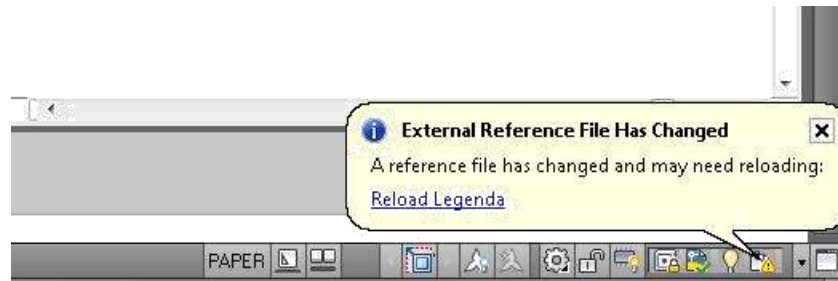 External Reference File Has Changed
A reference file has changed and may need reloading:
Reload Legenda
PAPER